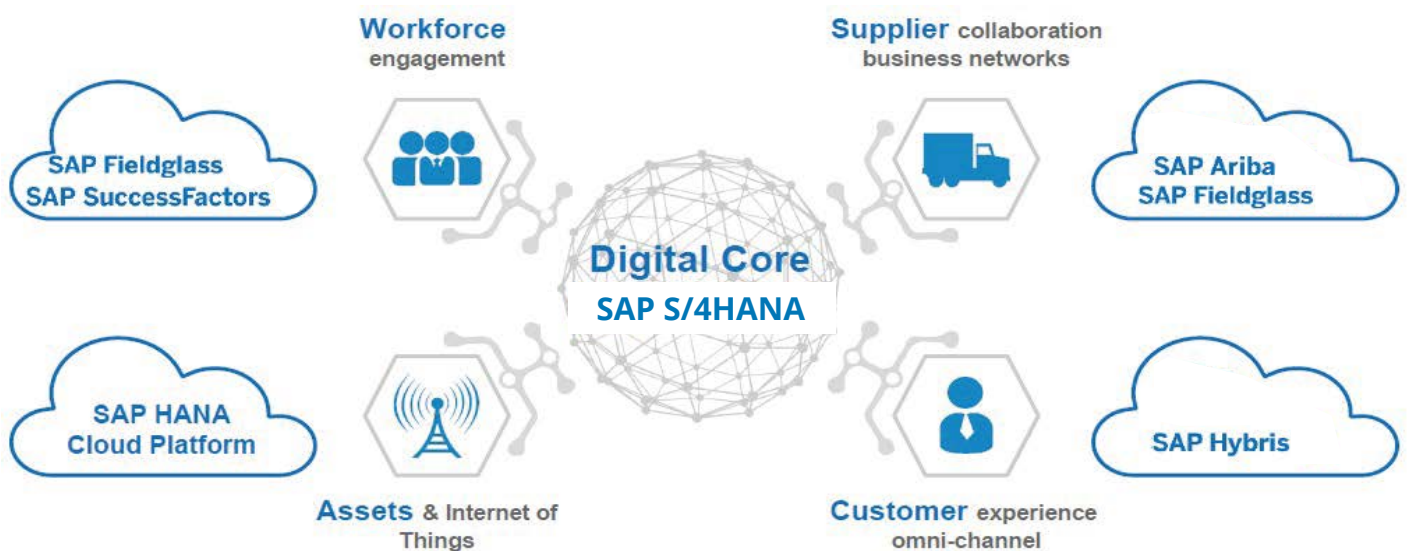 Workforce
engagement
Supplier collaboration
business networks
SAP Fieldglass
SAP SuccessFactors
SAP Ariba
SAP Fieldglass
Digital Core
SAP S/4HANA
SAP HANA
Cloud Platform
SAP Hybris
Assets & Internet of
Things
Customer experience
omni-channel